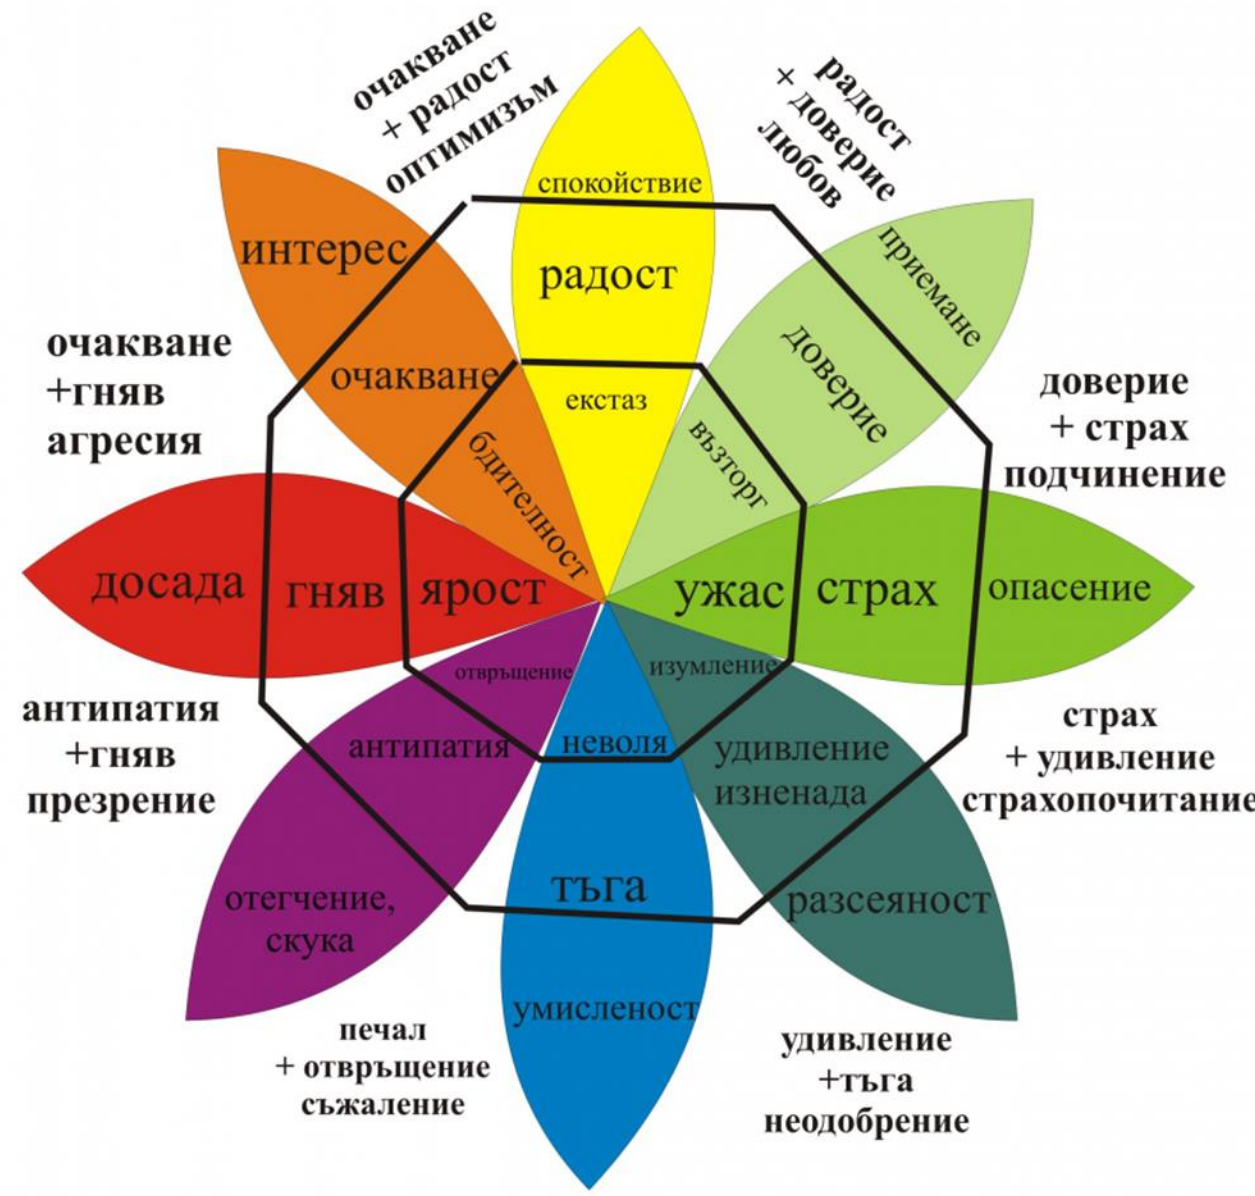 очакване
+ радост
оптимизъм
радост
+ доверие
любов
спокойствие
радост
екстаз
приемане
доверие
възторг
интерес
очакване
бдителност
очакване
+гняв
агресия
доверие
+ страх
подчинение
досада
гняв
ярост
ужас
страх
опасение
отвръщение
антипатия
отегчение,
скука
неволя
тъга
умисленост
изумление
удивление
изненада
разсеяност
антипатия
+гняв
презрение
страх
+ удивление
страхопочитание
печал
+ отвръщение
съжаление
удивление
+тъга
неодобрение